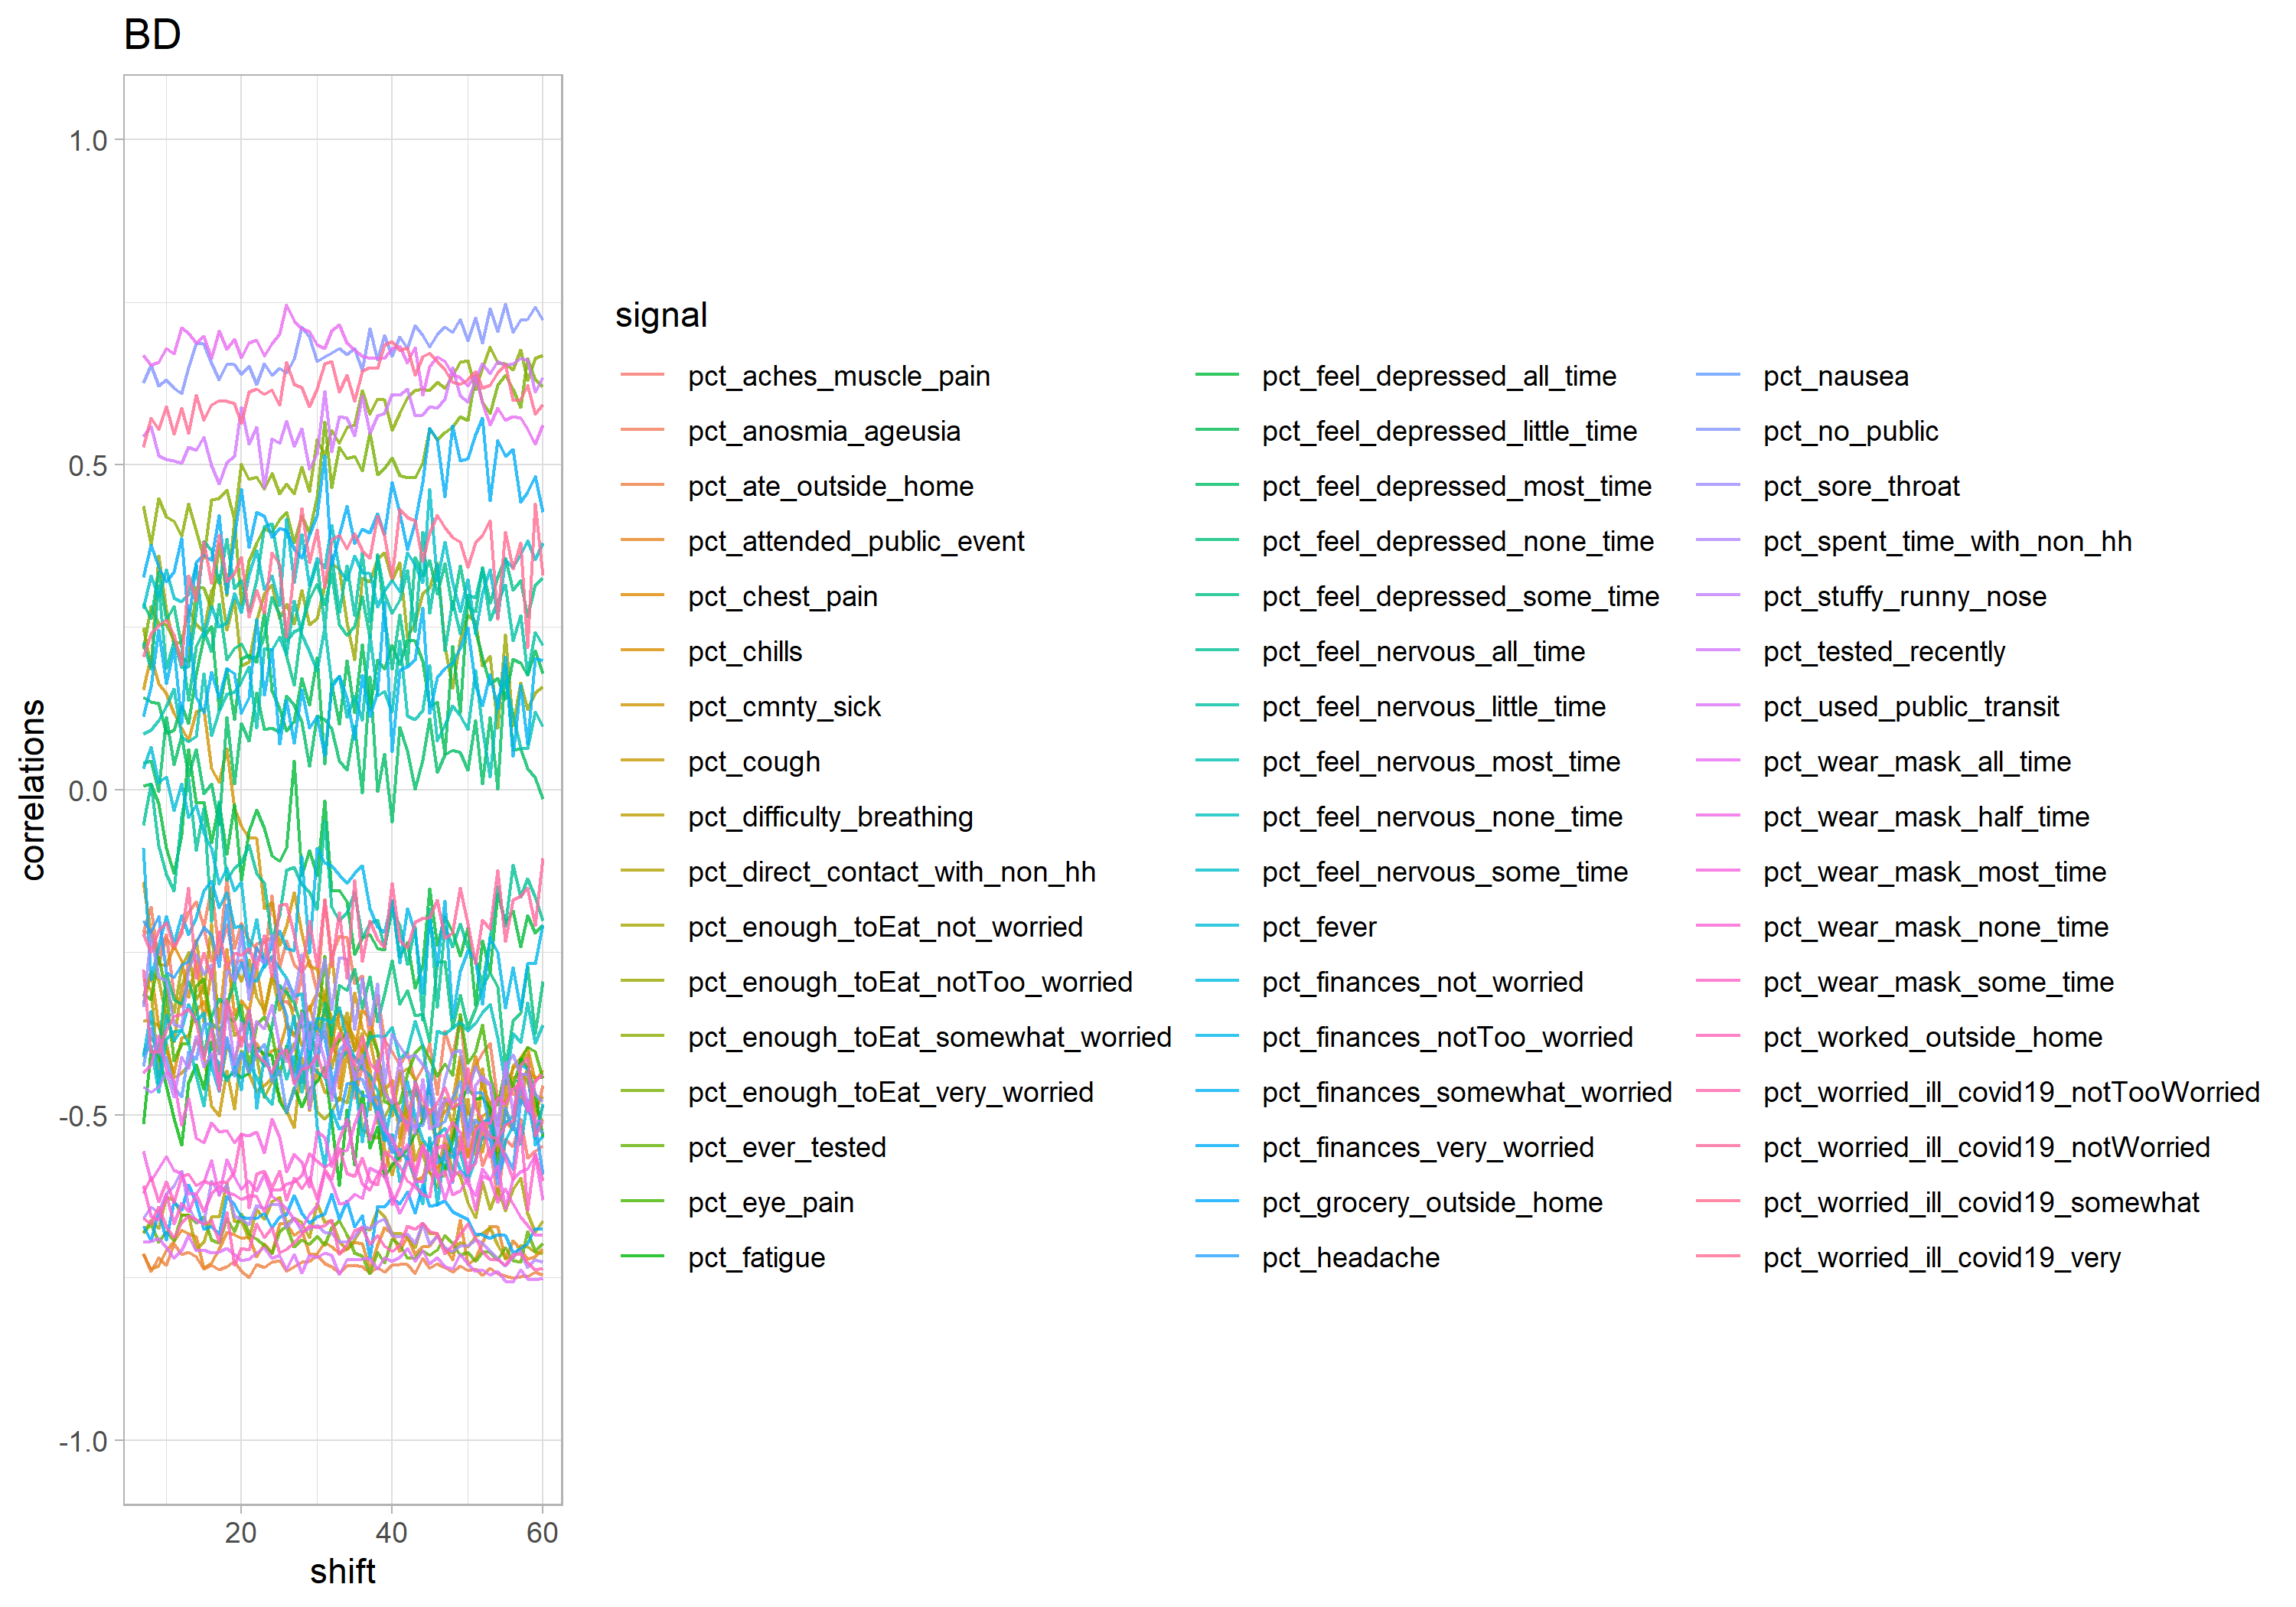 BD
1.0
0.5
0.0
-0.5
-1.0
correlations
20 40 60
shift
signal
pct_aches_muscle_pain
pct_anosmia_ageusia
pct_ate_outside_home
pct_attended_public_event
pct_chest_pain
pct_chills
pct_cmnty_sick
pct_cough
pct_difficulty_breathing
pct_direct_contact_with_non_hh
pct_enough_toEat_not_worried
pct_enough_toEat_notToo_worried
pct_enough_toEat_somewhat_worried
pct_enough_toEat_very_worried
pct_ever_tested
pct_eye_pain
pct_fatigue
pct_feel_depressed_all_time
pct_feel_depressed_little_time
pct_feel_depressed_most_time
pct_feel_depressed_none_time
pct_feel_depressed_some_time
pct_feel_nervous_all_time
pct_feel_nervous_little_time
pct_feel_nervous_most_time
pct_feel_nervous_none_time
pct_feel_nervous_some_time
pct_fever
pct_finances_not_worried
pct_finances_notToo_worried
pct_finances_somewhat_worried
pct_finances_very_worried
pct_grocery_outside_home
pct_headache
pct_nausea
pct_no_public
pct_sore_throat
pct_spent_time_with_non_hh
pct_stuffy_runny_nose
pct_tested_recently
pct_used_public_transit
pct_wear_mask_all_time
pct_wear_mask_half_time
pct_wear_mask_most_time
pct_wear_mask_none_time
pct_wear_mask_some_time
pct_worked_outside_home
pct_worried_ill_covid19_notTooWorried
pct_worried_ill_covid19_notWorried
pct_worried_ill_covid19_somewhat
pct_worried_ill_covid19_very